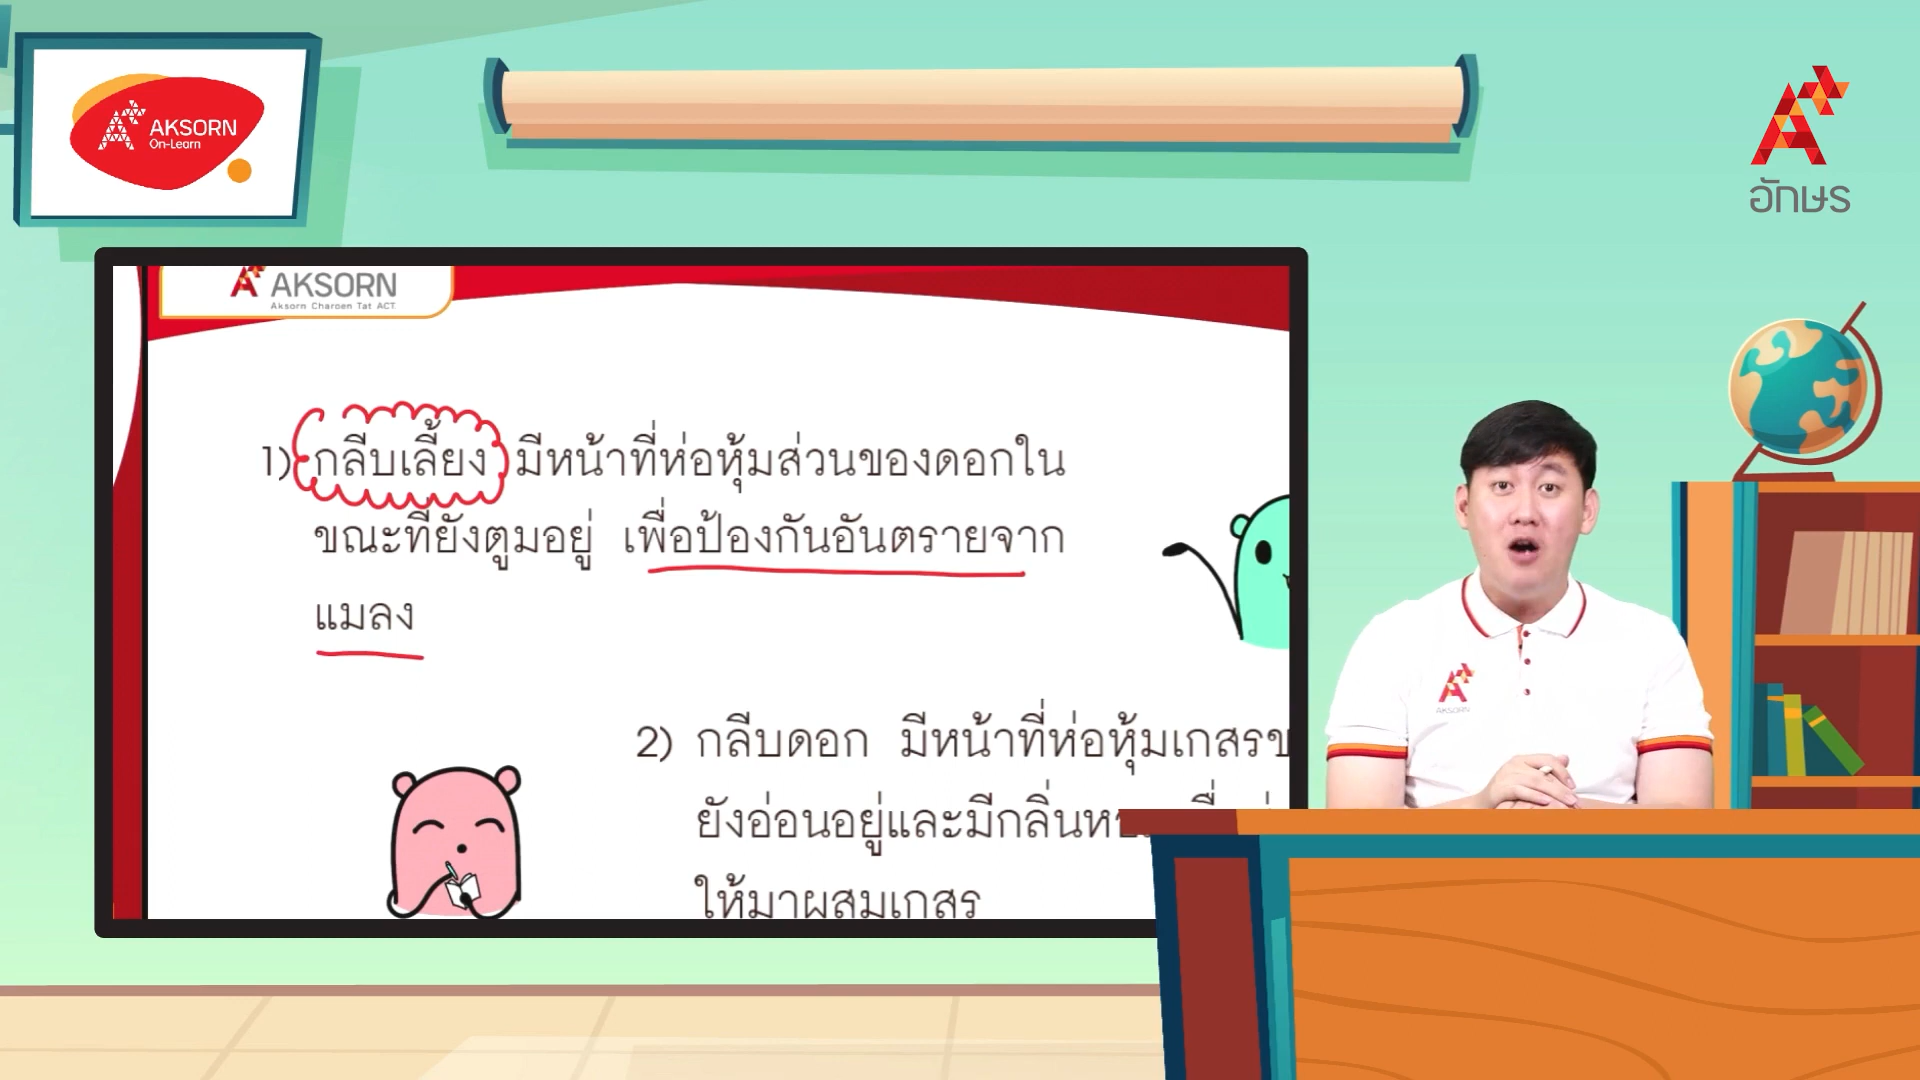 AKSORN
On-Learn
อักษร
AKSORN
Aksorn Charoen Tat ACT.
1) กลีบเลี้ยง มีหน้าที่ห่อหุ้มส่วนของดอกใน
ขณะที่ยังตูมอยู่ เพื่อป้องกันอันตรายจาก
แมลง
2) กลีบดอก มีหน้าที่ห่อหุ้มเกสร
ยังอ่อนอยู่และมีกลิ่น
ให้มาผสมเกสร
AKSORN